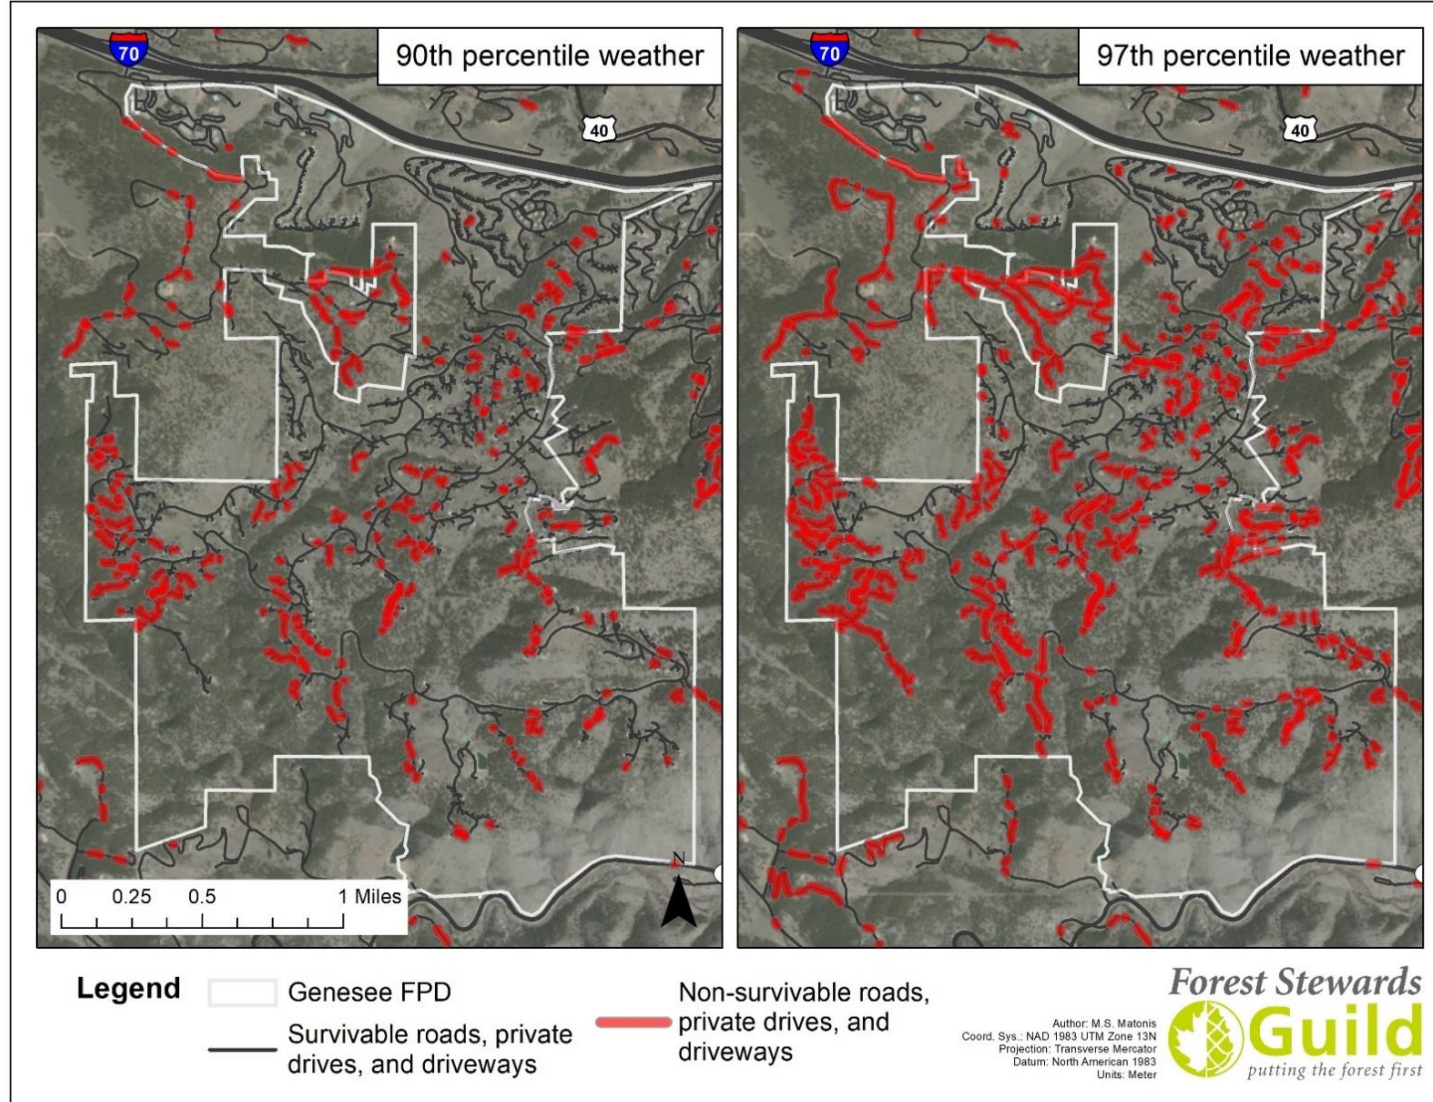 90th percentile weather
97th percentile weather
70
70
40
40
0 0.25 0.5 1 Miles
N
Legend
Genesee FPD
Survivable roads, private
drives, and driveways
Non-survivable roads,
private drives, and
driveways
Author: M.S. Matonis
Coord. Sys.: NAD 1983 UTM Zone 13N
Projection: Transverse Mercator
Datum: North American 1983
Units: Meter
Forest Stewards
Guild
putting the forest first